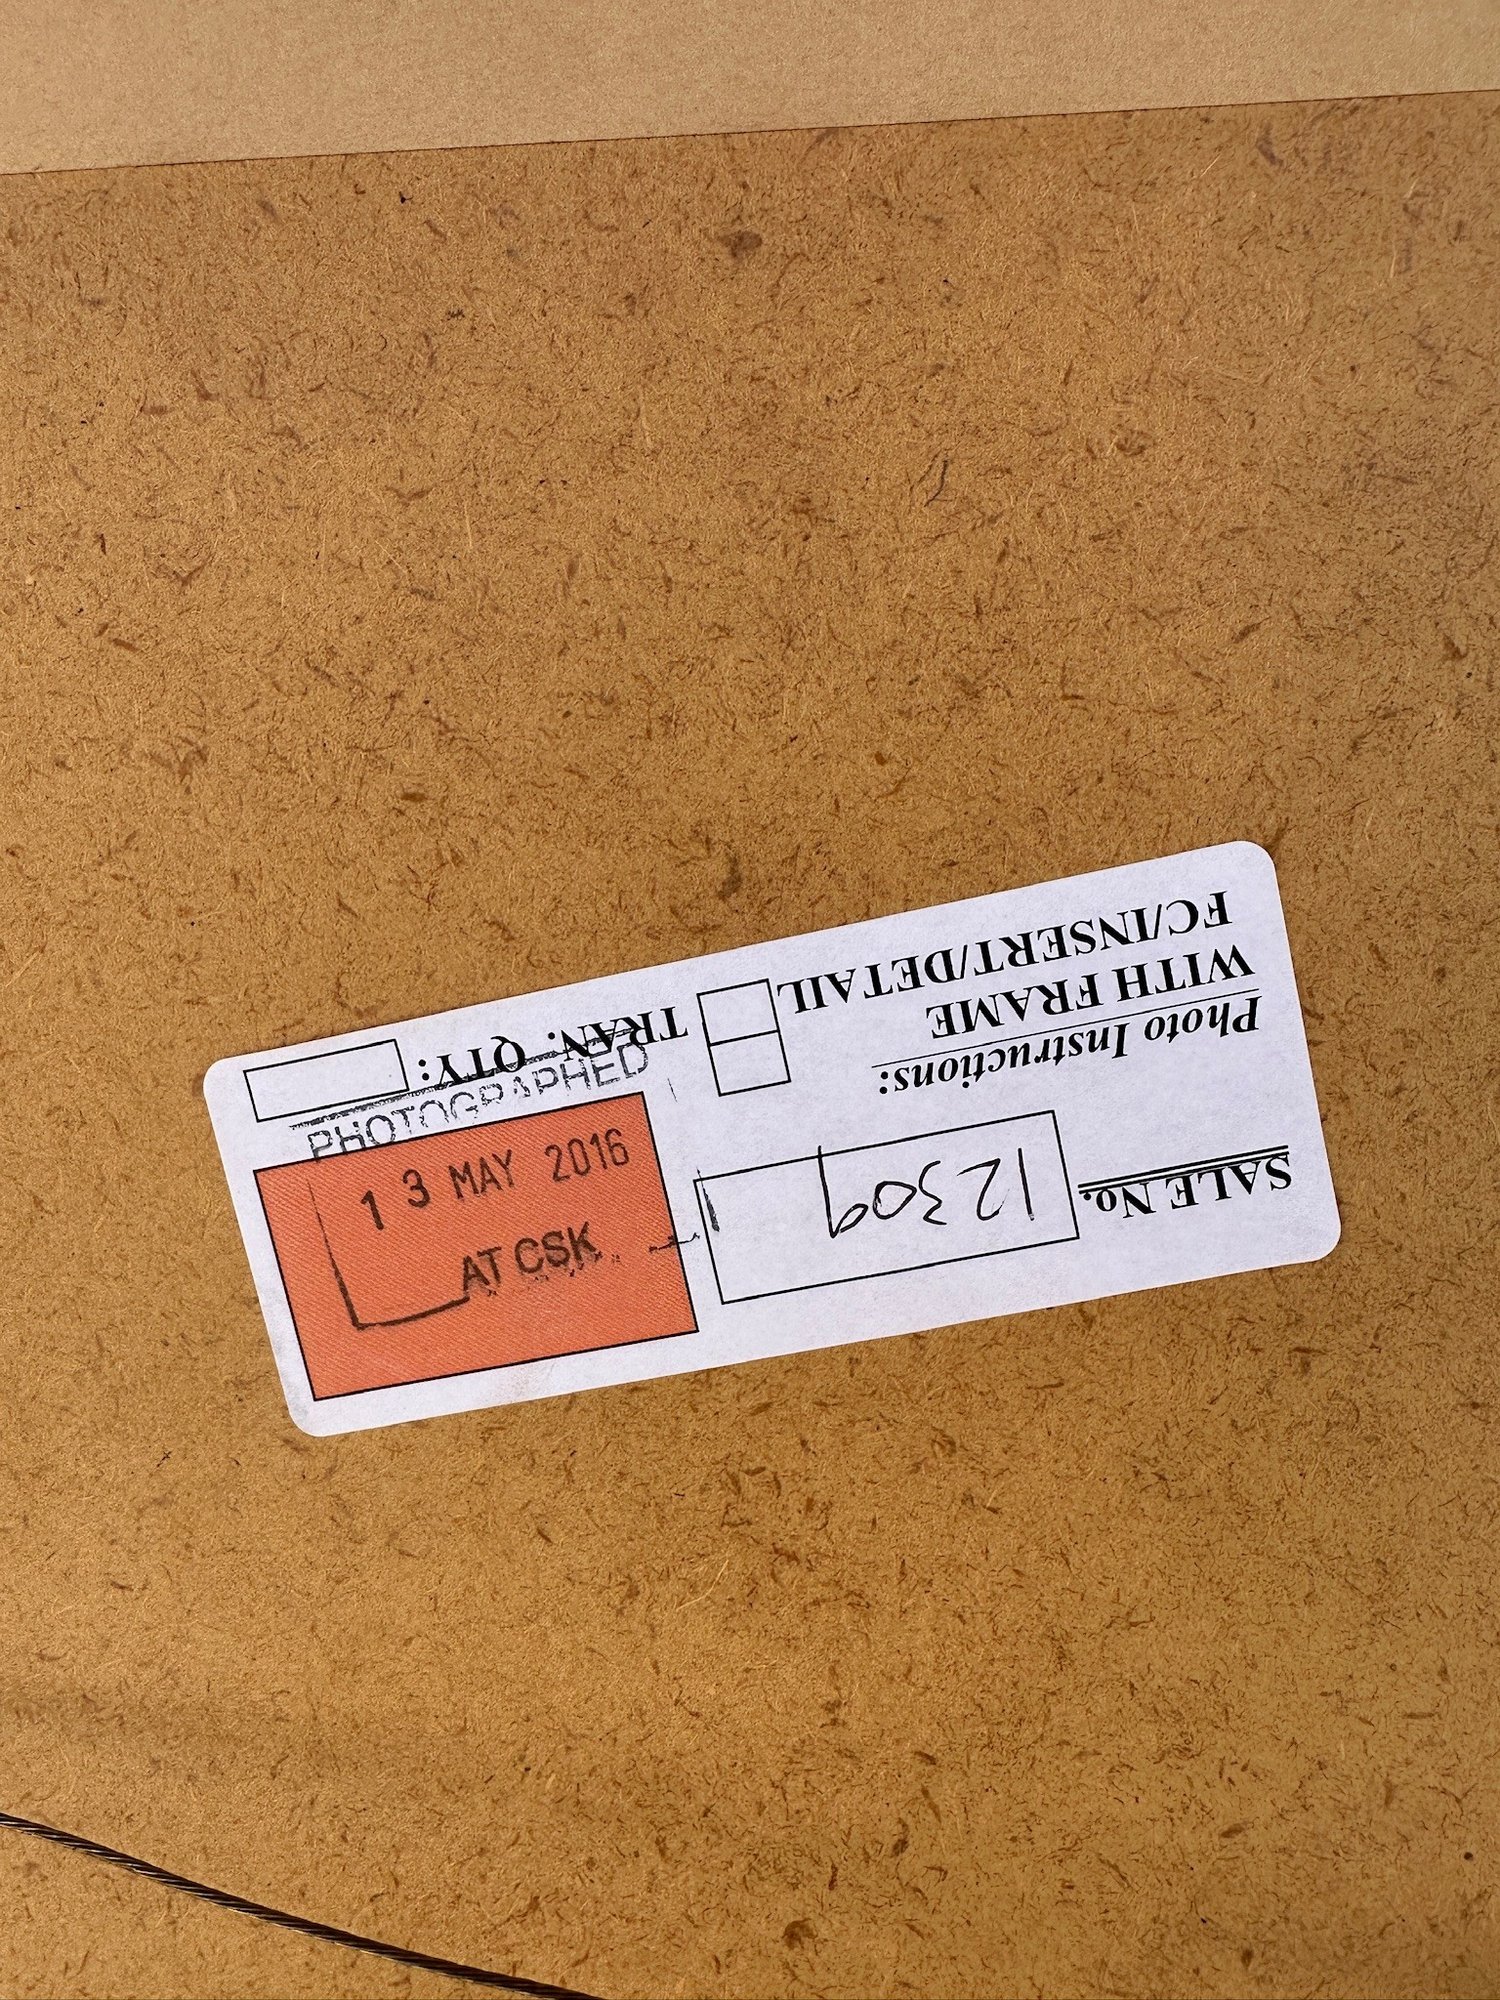 SALE No.
12309
Photo Instructions:
WITH FRAME
FC/INSERT/DETAIL
TRAN. QTY:
PHOTOGRAPHED
13 MAY 2016
AT CSK